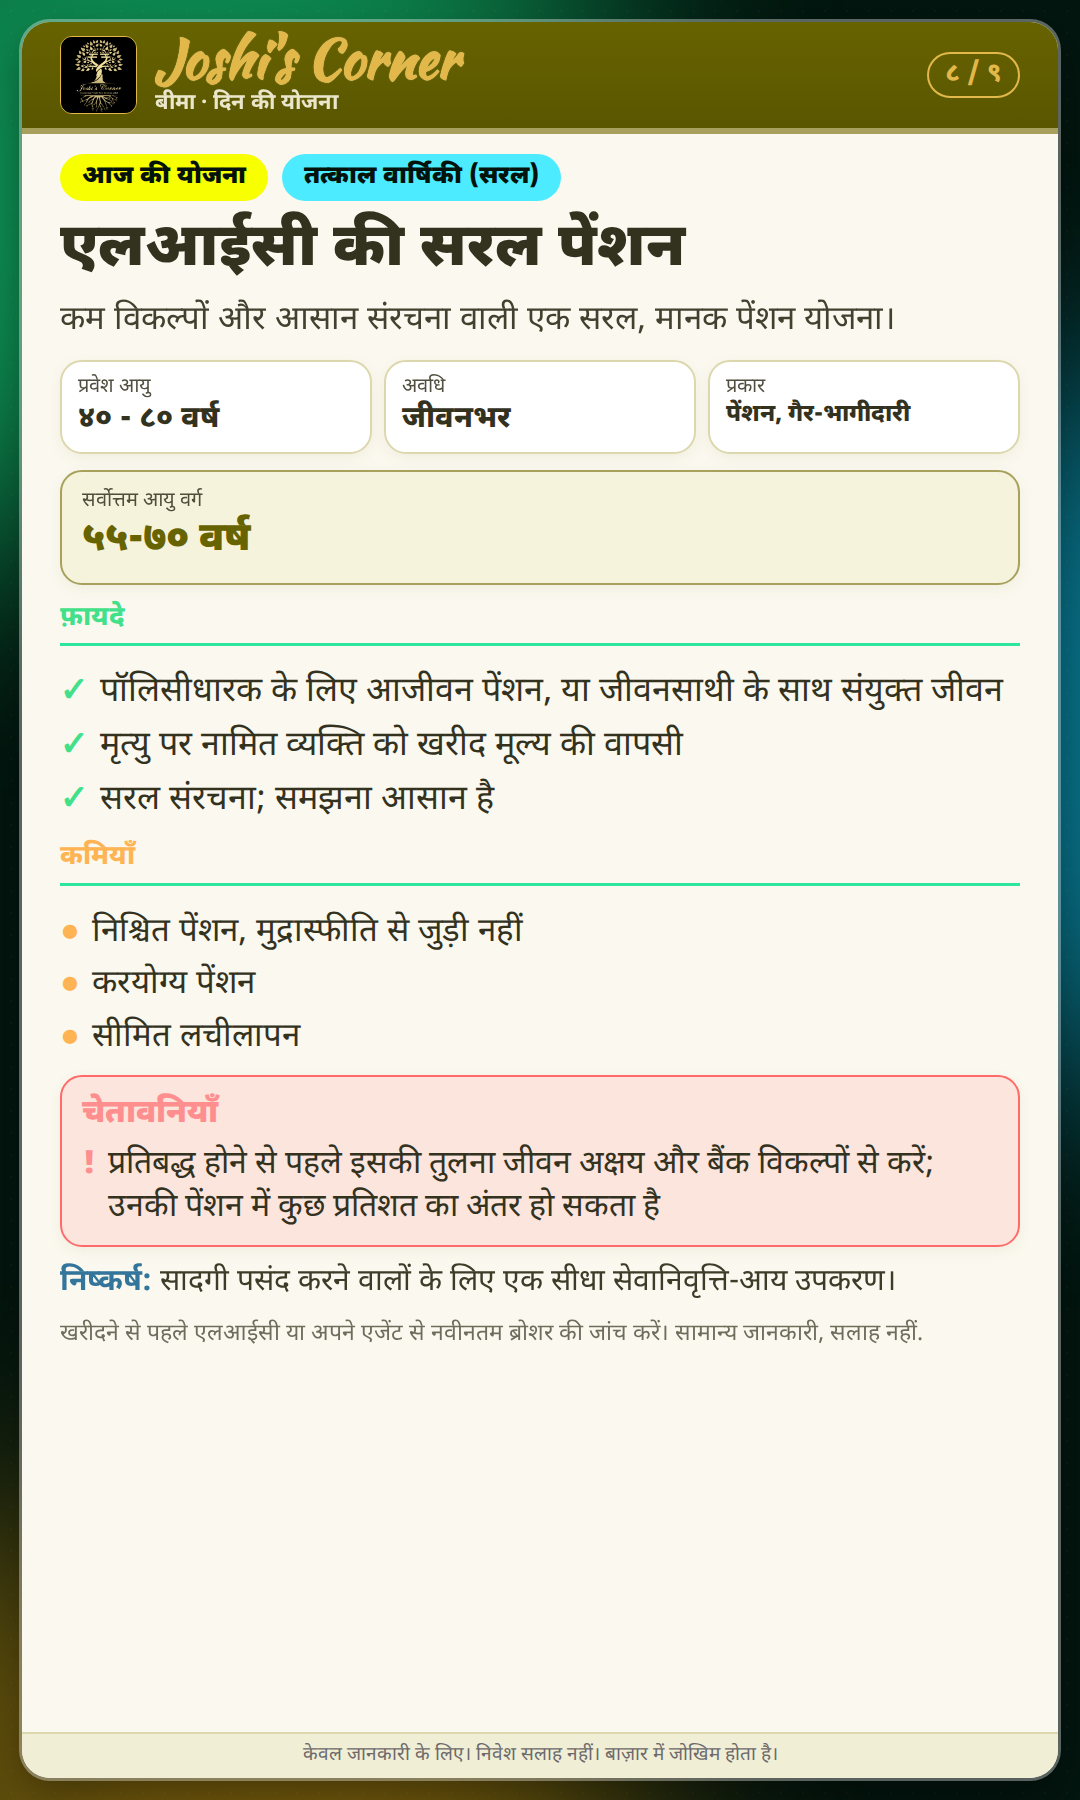 Joshi's Corner
बीमा · दिन की योजना
८ / ९
आज की योजना
तत्काल वार्षिकी (सरल)
एलआईसी की सरल पेंशन
कम विकल्पों और आसान संरचना वाली एक सरल, मानक पेंशन योजना।
प्रवेश आयु
४० - ८० वर्ष
अवधि
जीवनभर
प्रकार
पेंशन, गैर-भागीदारी
सर्वोत्तम आयु वर्ग
५५-७० वर्ष
फ़ायदे
✓ पॉलिसीधारक के लिए आजीवन पेंशन, या जीवनसाथी के साथ संयुक्त जीवन
✓ मृत्यु पर नामित व्यक्ति को खरीद मूल्य की वापसी
✓ सरल संरचना; समझना आसान है
कमियाँ
● निश्चित पेंशन, मुद्रास्फीति से जुड़ी नहीं
● करयोग्य पेंशन
● सीमित लचीलापन
चेतावनियाँ
! प्रतिबद्ध होने से पहले इसकी तुलना जीवन अक्षय और बैंक विकल्पों से करें;
उनकी पेंशन में कुछ प्रतिशत का अंतर हो सकता है
निष्कर्ष: सादगी पसंद करने वालों के लिए एक सीधा सेवानिवृत्ति-आय उपकरण।
खरीदने से पहले एलआईसी या अपने एजेंट से नवीनतम ब्रोशर की जांच करें। सामान्य जानकारी, सलाह नहीं.
केवल जानकारी के लिए। निवेश सलाह नहीं। बाज़ार में जोखिम होता है।